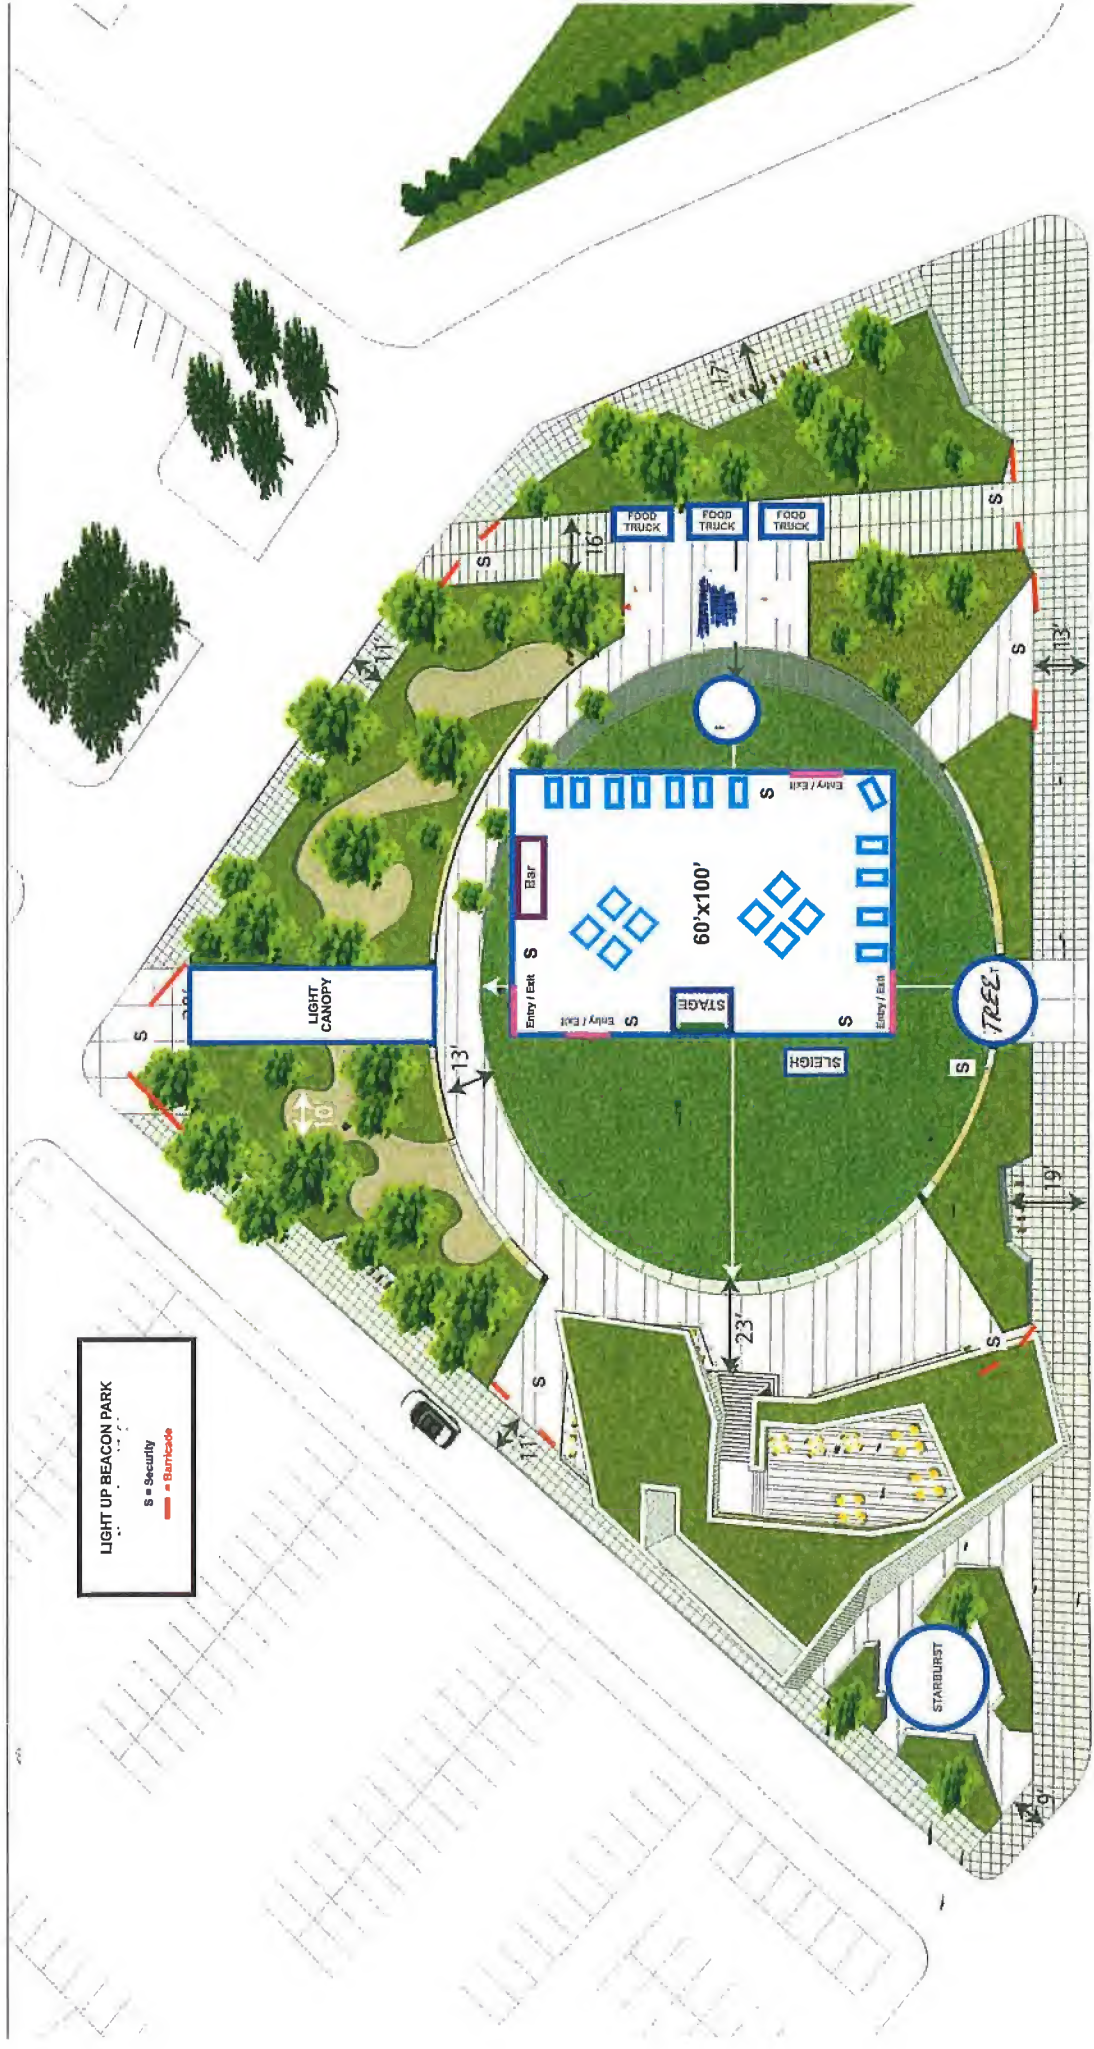 LIGHT UP BEACON PARK
S = Security
= Barricade
17'
S
16'
S
FOOD
TRUCK
FOOD
TRUCK
FOOD
TRUCK
11'
S
13'
S
Entry / Exit
Bar
60'x100'
S
Entry / Exit
Entry / Exit
S
STAGE
S
Entry / Exit
SLEIGH
LIGHT
CANOPY
S
TREE
S
13'
10'
19'
23'
S
S
11'
STARBURST
9'